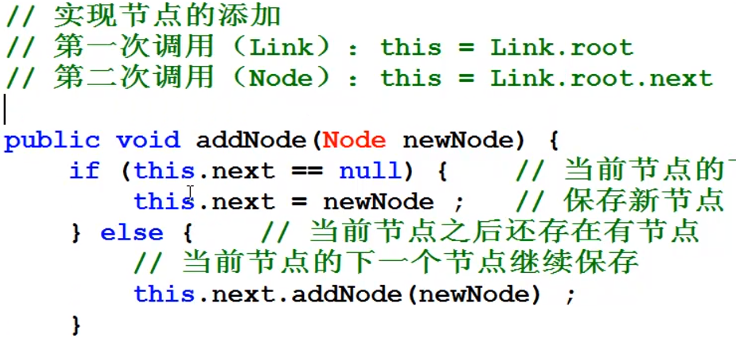 // 实现节点的添加
// 第一次调用（Link）：this = Link.root
// 第二次调用（Node）：this = Link.root.next
public void addNode(Node newNode) {
    if (this.next == null) {    // 当前节点的
        this.next = newNode ;   // 保存新节点
    } else {    // 当前节点之后还存在有节点
        // 当前节点的下一个节点继续保存
        this.next.addNode(newNode) ;
    }